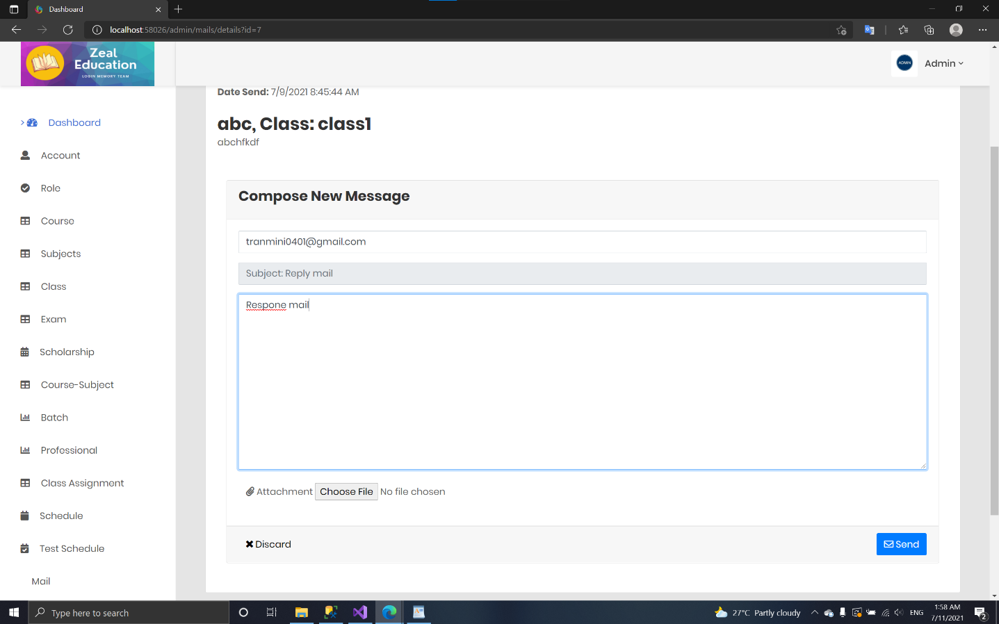 Dashboard
localhost:58026/admin/mails/details?id=7
Zeal
Education
LOGIN MEMORY TEAM
ADMIN
Admin
Date Send: 7/9/2021 8:45:44 AM
abc, Class: class1
abchfkdf
> Dashboard
Account
Role
Course
Subjects
Class
Exam
Scholarship
Course-Subject
Batch
Professional
Class Assignment
Schedule
Test Schedule
Mail
Compose New Message
tranmini0401@gmail.com
Subject: Reply mail
Respone mail
Attachment Choose File No file chosen
Discard
Send
Type here to search
27°C Partly cloudy
ENG
1:58 AM
7/11/2021
2